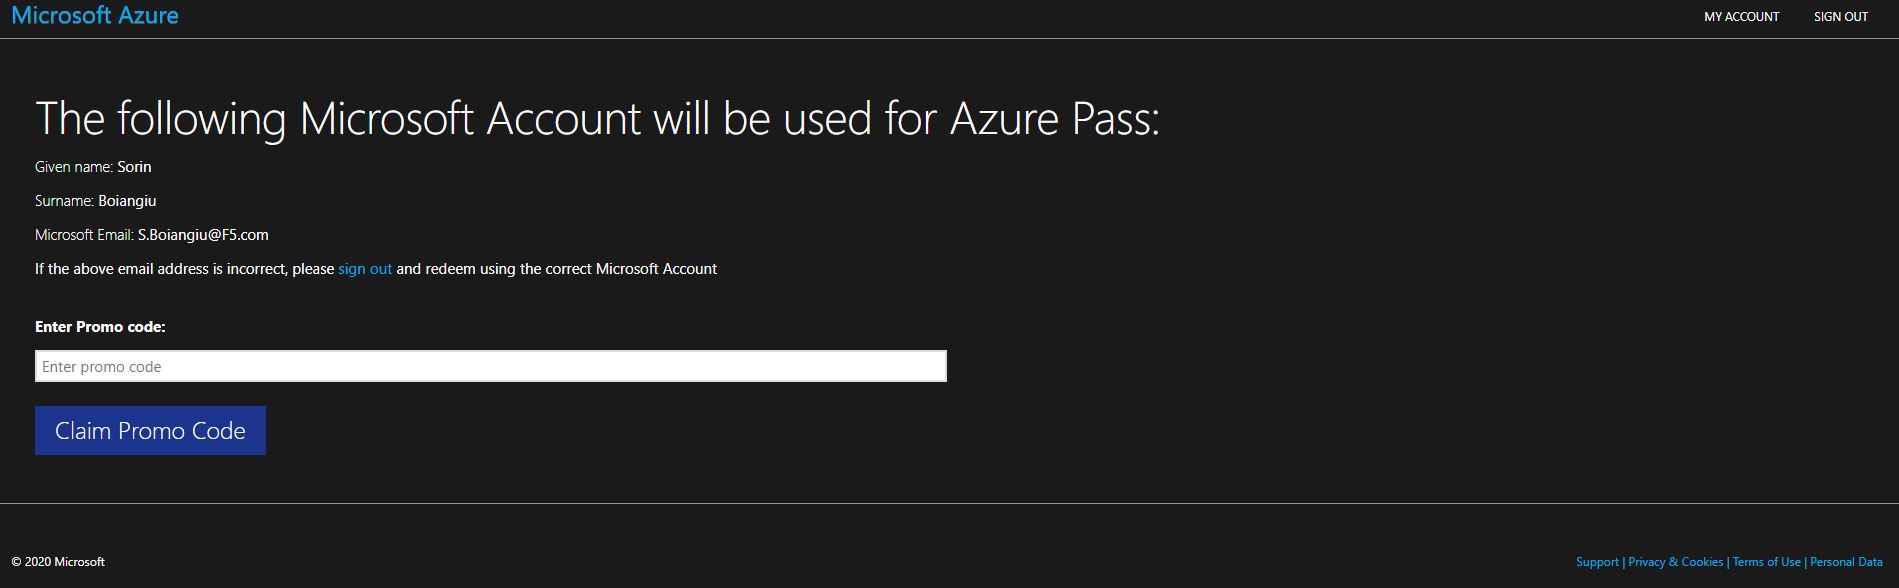 Microsoft Azure
MY ACCOUNT
SIGN OUT
The following Microsoft Account will be used for Azure Pass:
Given name: Sorin
Surname: Boiangiu
Microsoft Email: S.Boiangiu@F5.com
If the above email address is incorrect, please sign out and redeem using the correct Microsoft Account
Enter Promo code:
Enter promo code
Claim Promo Code
© 2020 Microsoft
Support | Privacy & Cookies | Terms of Use | Personal Data